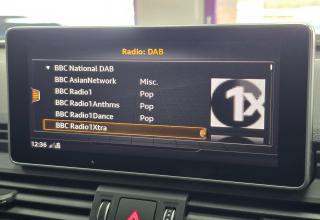 Radio: DAB
BBC National DAB
BBC AsianNetwork Misc.
BBC Radio1 Pop
BBC Radio1Anthms Pop
BBC Radio1Dance Pop
BBC Radio1Xtra
1x
12:36